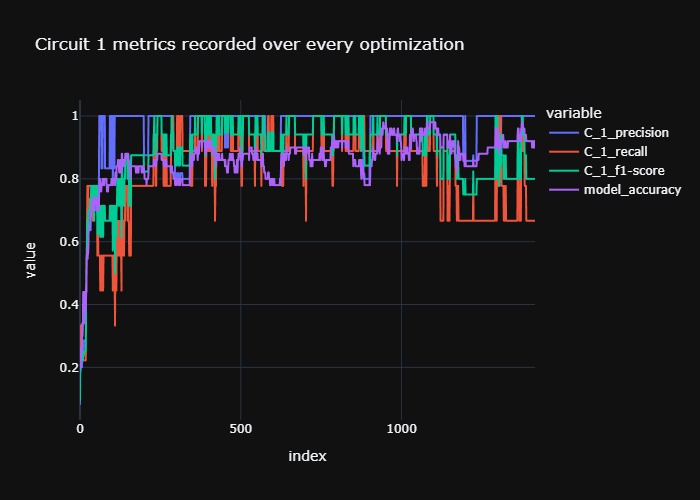 Circuit 1 metrics recorded over every optimization
variable
C_1_precision
C_1_recall
C_1_f1-score
model_accuracy
1
0.8
0.6
0.4
0.2
value
0
500
1000
index